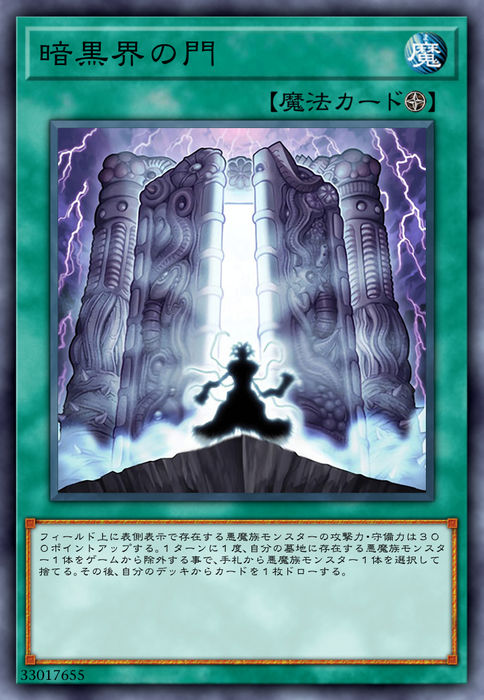 暗黒界の門
魔
【魔法カード】
フィールド上に表側表示で存在する悪魔族モンスターの攻撃力・守備力は３０
０ポイントアップする。１ターンに１度、自分の墓地に存在する悪魔族モンスタ
ー１体をゲームから除外する事で、手札から悪魔族モンスター１体を選択して
捨てる。その後、自分のデッキからカードを１枚ドローする。
33017655